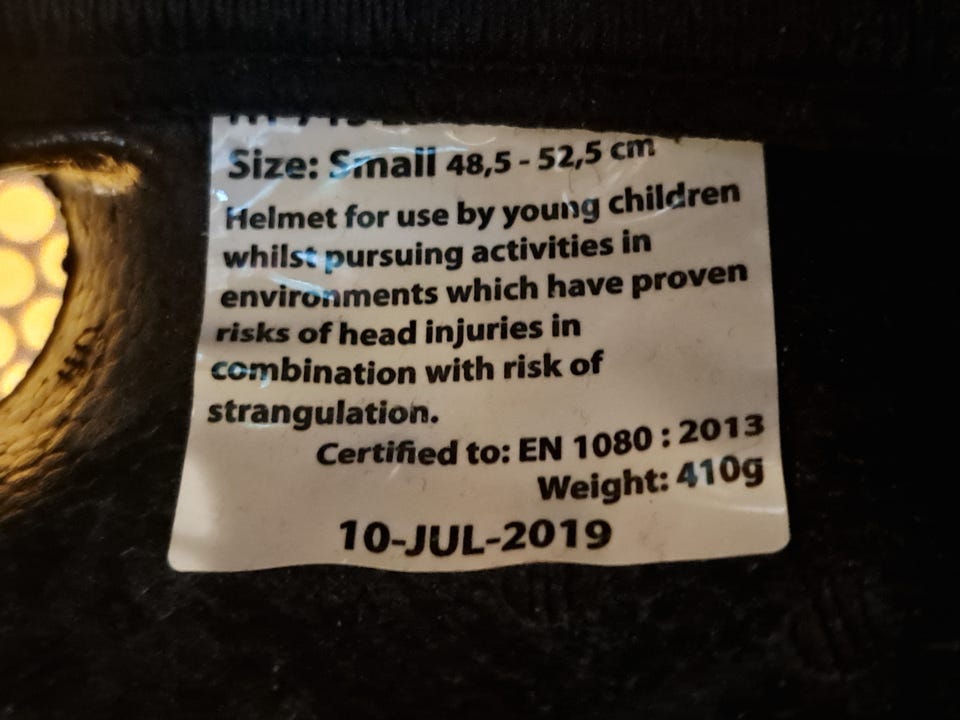 Size: Small 48,5 - 52,5 cm
Helmet for use by young children
whilst pursuing activities in
environments which have proven
risks of head injuries in
combination with risk of
strangulation.
Certified to: EN 1080 : 2013
Weight: 410g
10-JUL-2019